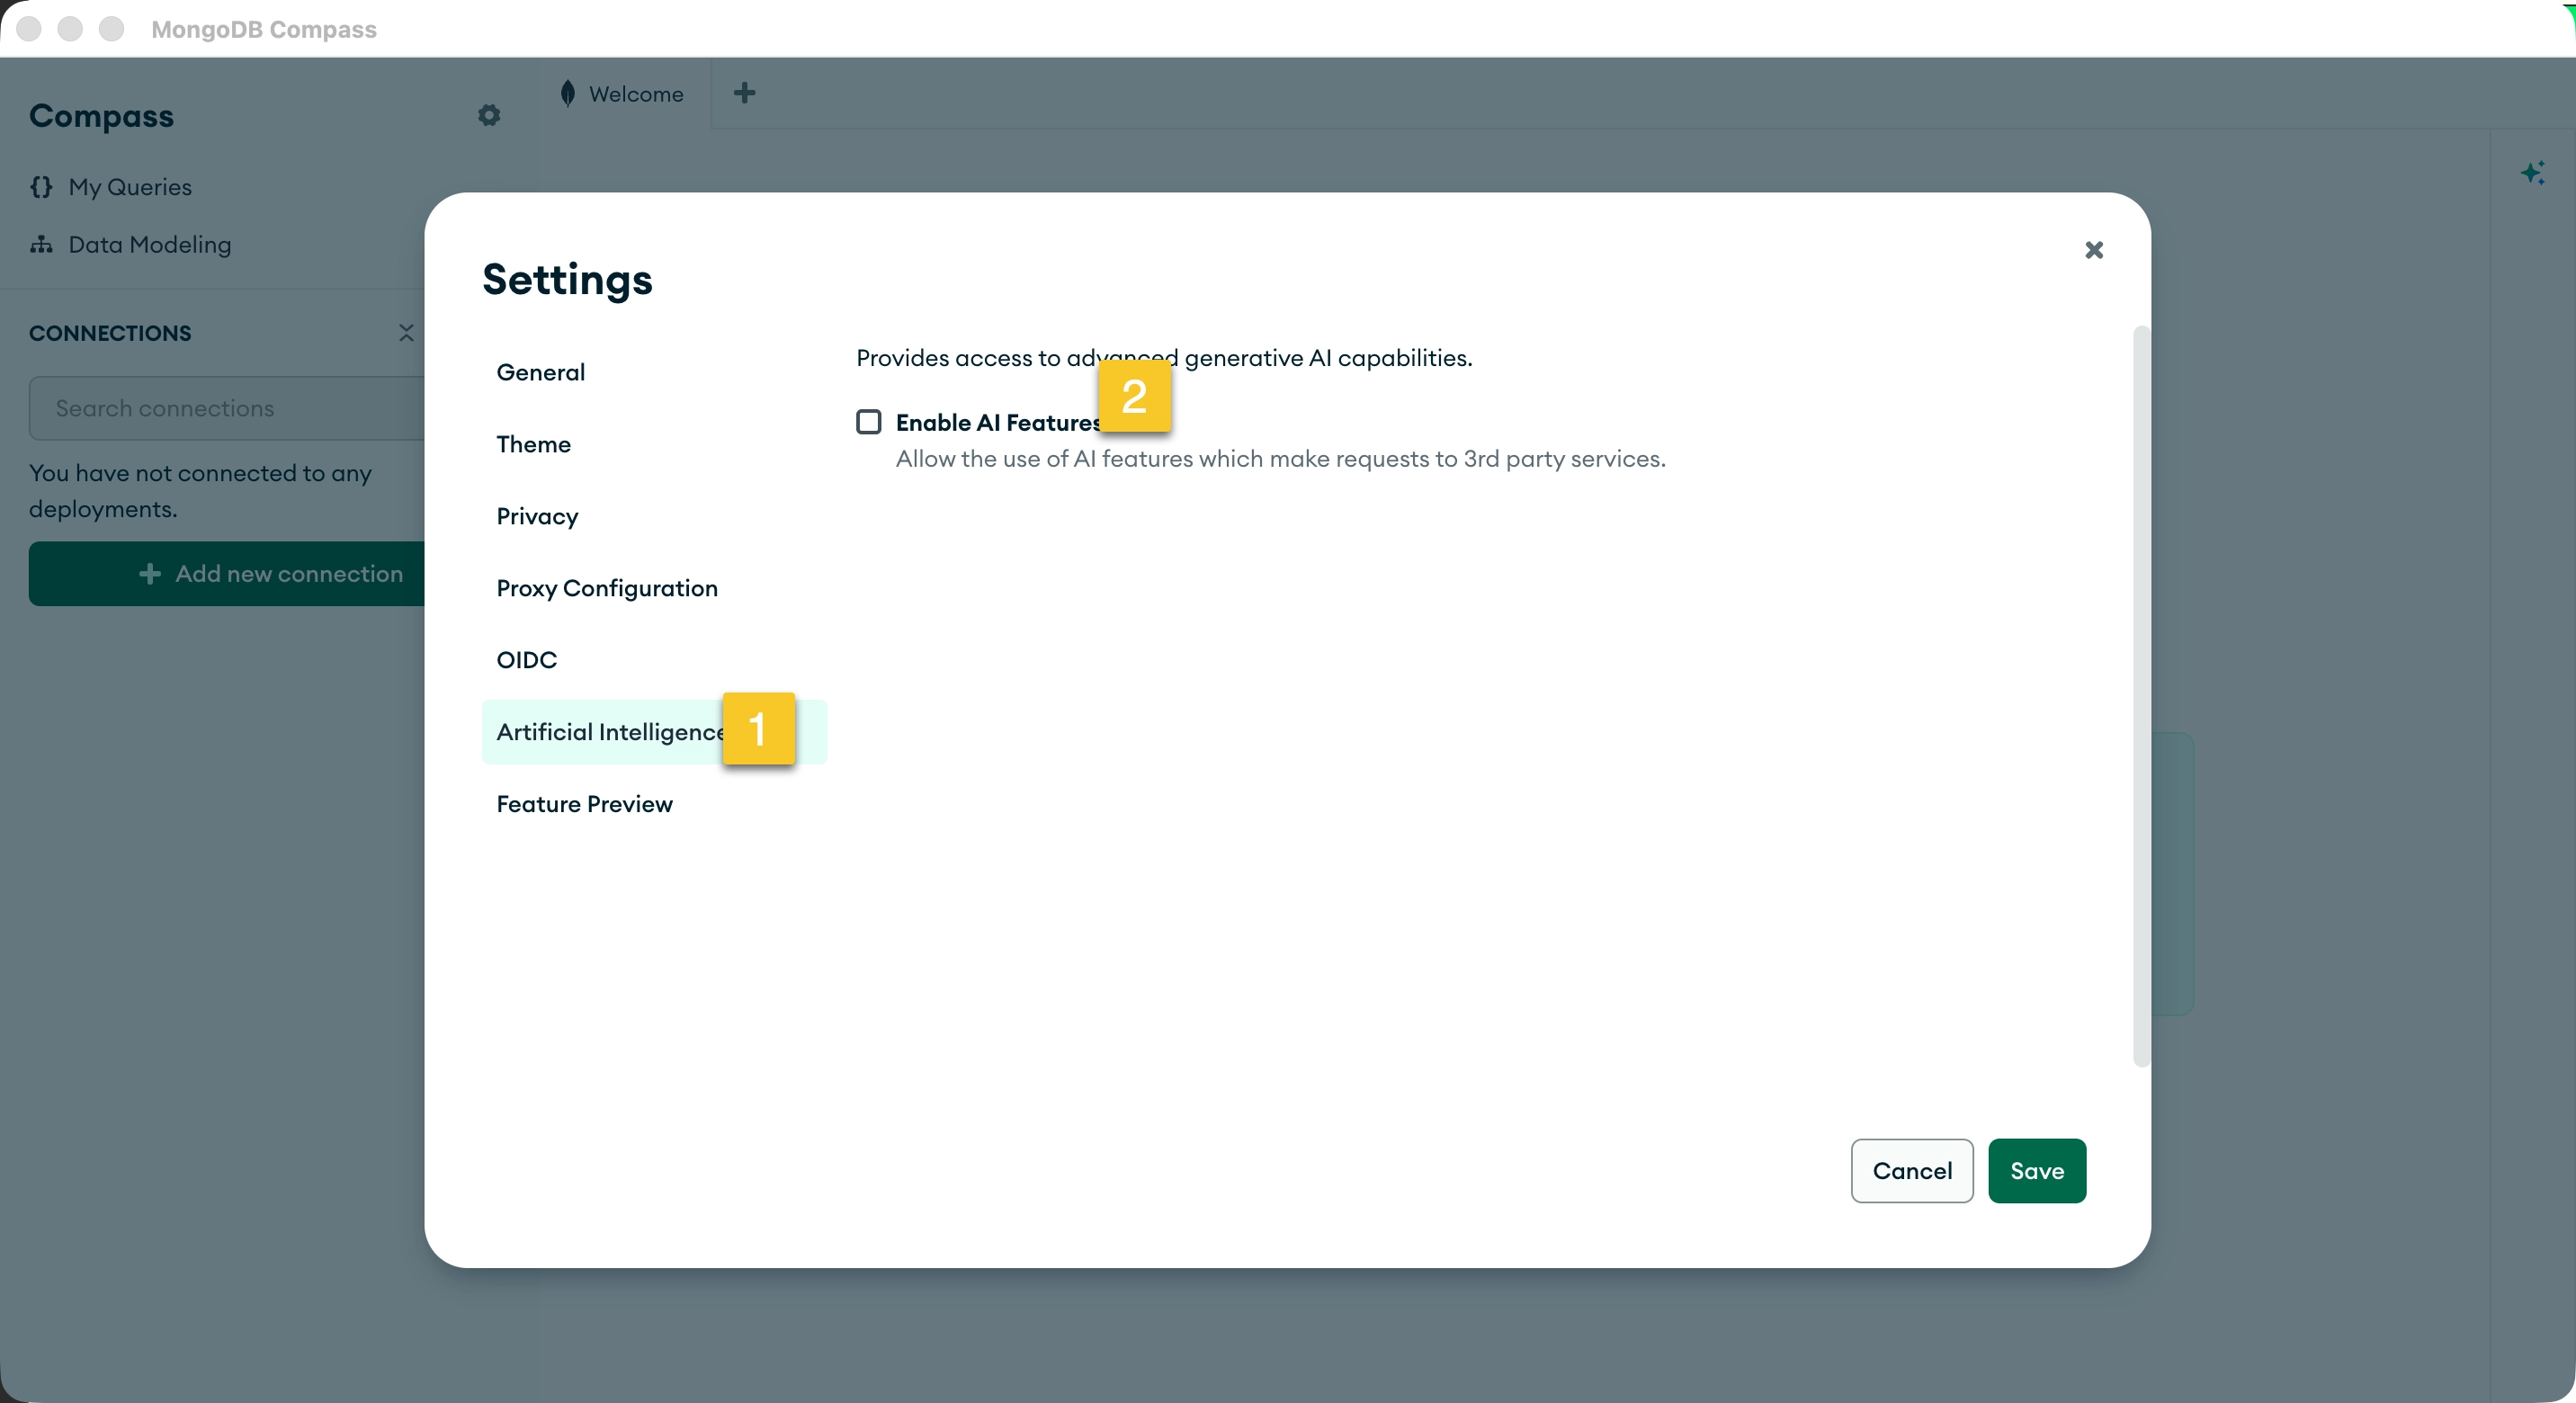 MongoDB Compass
Compass
Welcome
My Queries
Data Modeling
CONNECTIONS
Search connections
You have not connected to any
deployments.
Add new connection
Settings
General
Theme
Privacy
Proxy Configuration
OIDC
Artificial Intelligence
1
Feature Preview
Provides access to advanced generative AI capabilities.
2
Enable AI Features
Allow the use of AI features which make requests to 3rd party services.
Cancel
Save